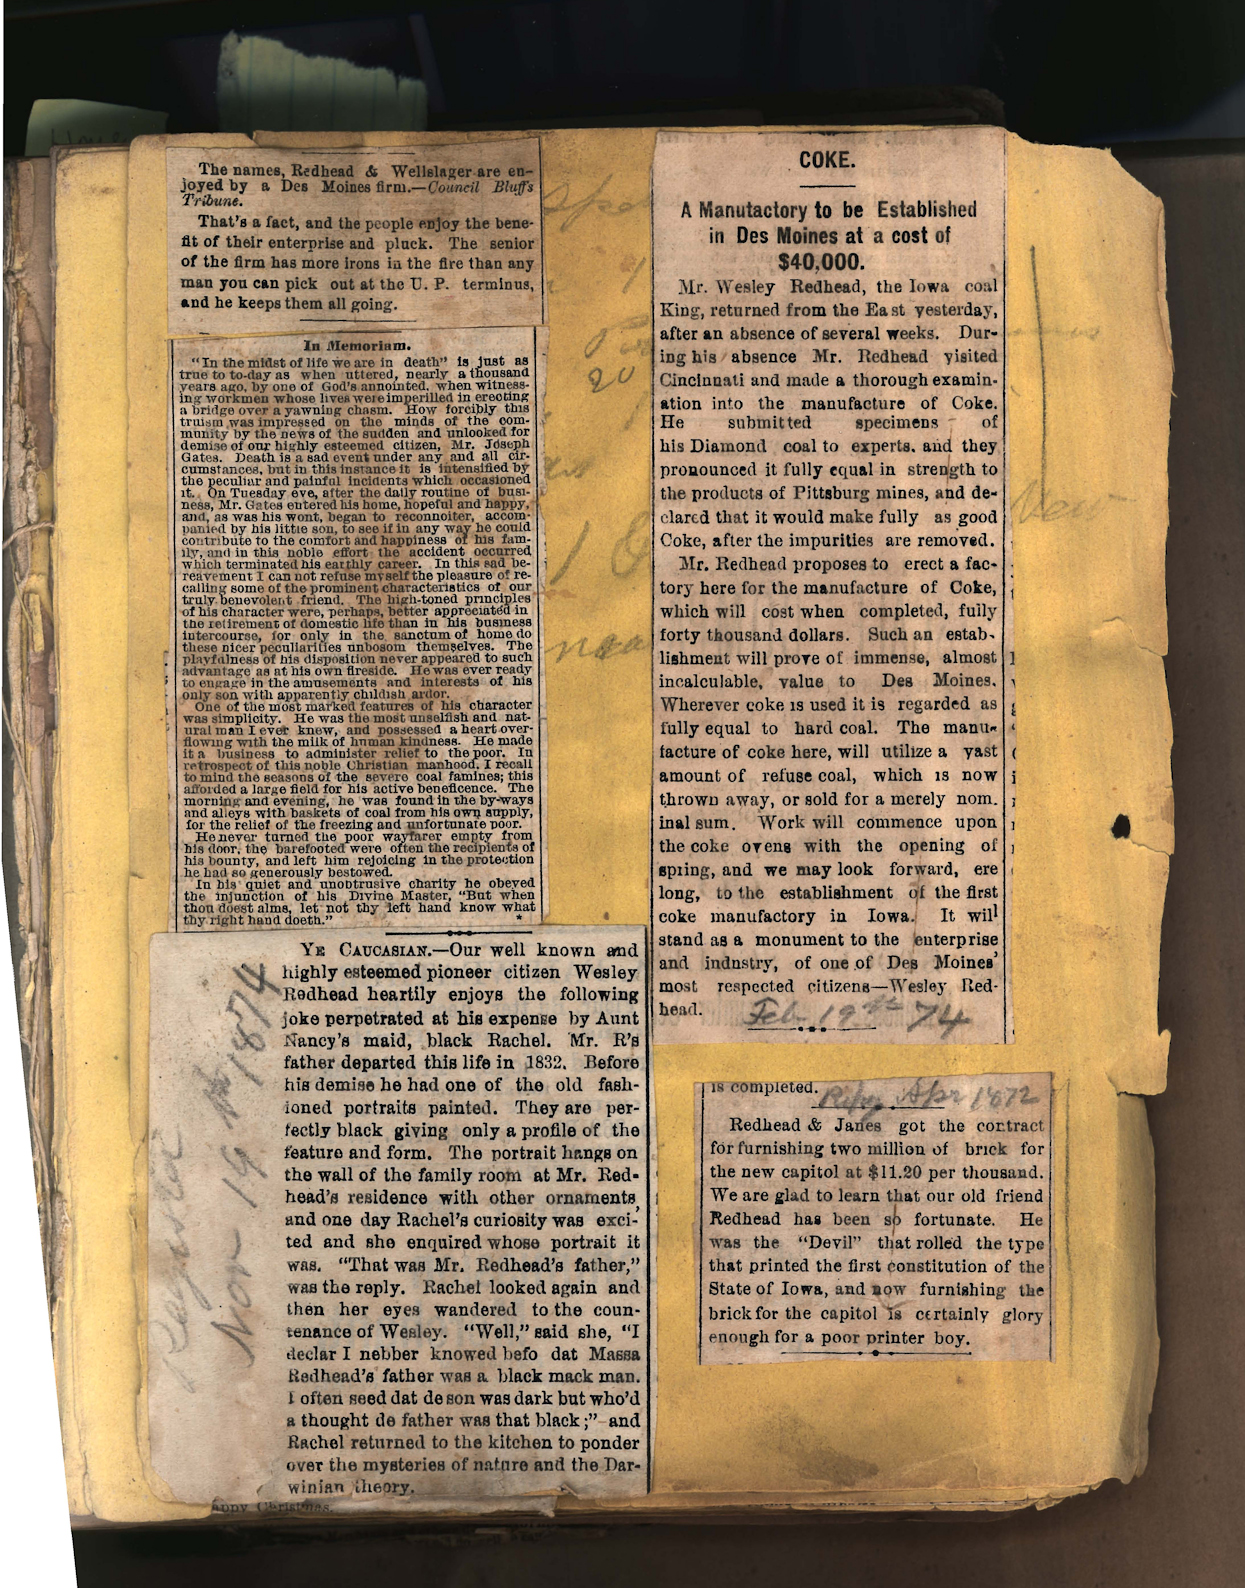 The names, Redhead & Wellslager are en-
joyed by a Des Moines firm.—Council Bluffs
Tribune.
That's a fact, and the people enjoy the bene-
fit of their enterprise and pluck. The senior
of the firm has more irons in the fire than any
man you can pick out at the U. P. terminus,
and he keeps them all going.
In Memoriam.
"In the midst of life we are in death" is just as
true to to-day as when uttered, nearly a thousand
years ago, by one of God's annointed, when witness-
ing workmen whose lives were imperilled in erecting
a bridge over a yawning chasm. How forcibly this
truism was impressed on the minds of the com-
munity by the news of the sudden and unlooked for
demise of our highly esteemed citizen, Mr. Joseph
Gates. Death is a sad event under any and all cir-
cumstances, but in this instance it is intensified by
the peculiar and painful incidents which occasioned
it. On Tuesday eve, after the daily routine of busi-
ness, Mr. Gates entered his home, hopeful and happy,
and, as was his wont, began to reconnoiter, accom-
panied by his little son, to see if in any way he could
contribute to the comfort and happiness of his fam-
ily, and in this noble effort the accident occurred
which terminated his earthly career. In this sad be-
reavement I can not refuse myself the pleasure of re-
calling some of the prominent characteristics of our
truly benevolent friend. The high-toned principles
of his character were, perhaps, better appreciated in
the retirement of domestic life than in his business
intercourse, for only in the sanctum of home do
these nicer peculiarities unbosom themselves. The
playfulness of his disposition never appeared to such
advantage as at his own fireside. He was ever ready
to engage in the amusements and interests of his
only son with apparently childish ardor.
One of the most marked features of his character
was simplicity. He was the most unselfish and nat-
ural man I ever knew, and possessed a heart over-
flowing with the milk of human kindness. He made
it a business to administer relief to the poor. In
retrospect of this noble Christian manhood, I recall
to mind the seasons of the severe coal famines; this
afforded a large field for his active beneficence. The
morning and evening, he was found in the by-ways
and alleys with baskets of coal from his own supply,
for the relief of the freezing and unfortunate poor.
He never turned the poor wayfarer empty from
his door, the barefooted were often the recipients of
his bounty, and left him rejoicing in the protection
he had so generously bestowed.
In his quiet and unobtrusive charity he obeyed
the injunction of his Divine Master, "But when
thou doest alms, let not thy left hand know what
thy right hand doeth." *
Register
Nov 19 th 1874
YE CAUCASIAN.—Our well known and
highly esteemed pioneer citizen Wesley
Redhead heartily enjoys the following
joke perpetrated at his expense by Aunt
Nancy's maid, black Rachel. Mr. R's
father departed this life in 1832. Before
his demise he had one of the old fash-
ioned portraits painted. They are per-
fectly black giving only a profile of the
feature and form. The portrait hangs on
the wall of the family room at Mr. Red-
head's residence with other ornaments,
and one day Rachel's curiosity was exci-
ted and she enquired whose portrait it
was. "That was Mr. Redhead's father,"
was the reply. Rachel looked again and
then her eyes wandered to the coun-
tenance of Wesley. "Well," said she, "I
declar I nebber knowed befo dat Massa
Redhead's father was a black mack man.
I often seed dat de son was dark but who'd
a thought de father was that black;" and
Rachel returned to the kitchen to ponder
over the mysteries of nature and the Dar-
winian theory.
appy Christmas.
COKE.
A Manutactory to be Established
in Des Moines at a cost of
$40,000.
Mr. Wesley Redhead, the Iowa coal
King, returned from the East yesterday,
after an absence of several weeks. Dur-
ing his absence Mr. Redhead visited
Cincinnati and made a thorough examin-
ation into the manufacture of Coke.
He submitted specimens of
his Diamond coal to experts, and they
pronounced it fully equal in strength to
the products of Pittsburg mines, and de-
clared that it would make fully as good
Coke, after the impurities are removed.
Mr. Redhead proposes to erect a fac-
tory here for the manufacture of Coke,
which will cost when completed, fully
forty thousand dollars. Such an estab-
lishment will prove of immense, almost
incalculable, value to Des Moines.
Wherever coke is used it is regarded as
fully equal to hard coal. The manu-
facture of coke here, will utilize a vast
amount of refuse coal, which is now
thrown away, or sold for a merely nom.
inal sum. Work will commence upon
the coke ovens with the opening of
spring, and we may look forward, ere
long, to the establishment of the first
coke manufactory in Iowa. It will
stand as a monument to the enterprise
and indnstry, of one of Des Moines'
most respected citizens—Wesley Red-
head.
Feb. 19th 74
is completed.
Apr 1872
Redhead & Janes got the contract
for furnishing two million of brick for
the new capitol at $11.20 per thousand.
We are glad to learn that our old friend
Redhead has been so fortunate. He
was the "Devil" that rolled the type
that printed the first constitution of the
State of Iowa, and now furnishing the
brick for the capitol is certainly glory
enough for a poor printer boy.